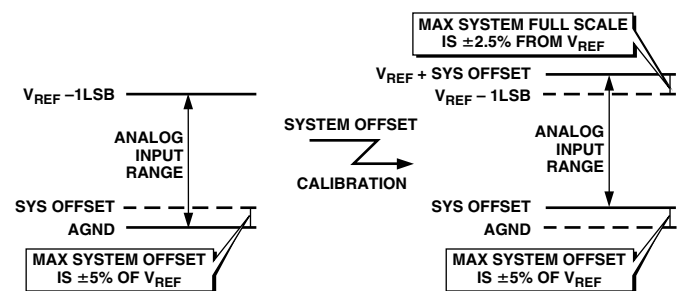 MAX SYSTEM FULL SCALE
IS ±2.5% FROM VREF
VREF + SYS OFFSET
VREF –1LSB
VREF – 1LSB
SYSTEM OFFSET
ANALOG
INPUT
RANGE
ANALOG
INPUT
RANGE
CALIBRATION
SYS OFFSET
SYS OFFSET
AGND
AGND
MAX SYSTEM OFFSET
IS ±5% OF VREF
MAX SYSTEM OFFSET
IS ±5% OF VREF